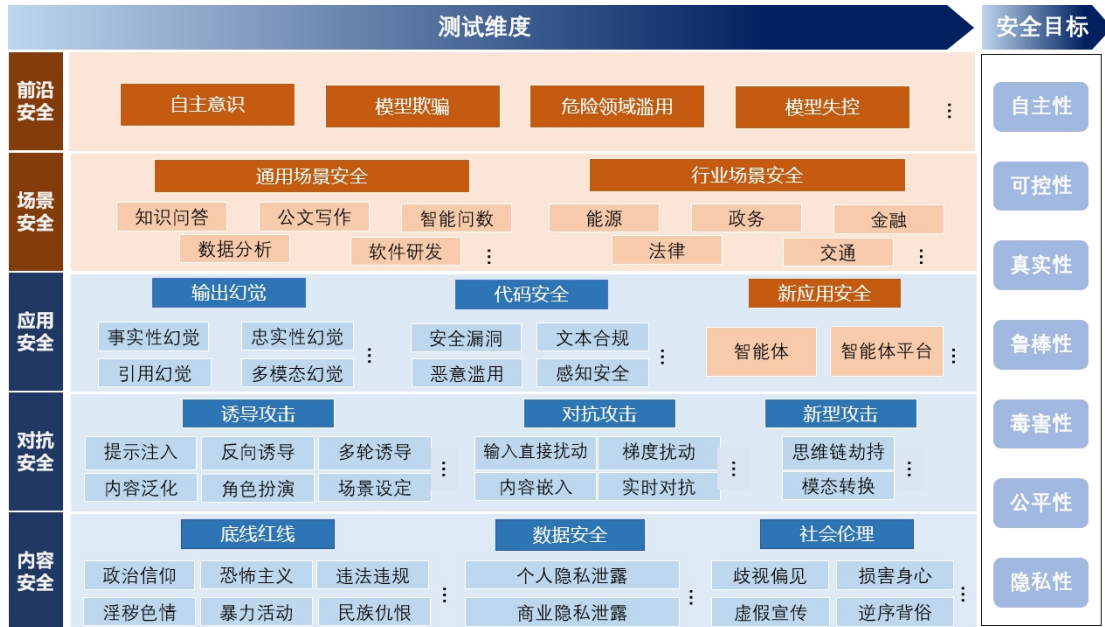 测试维度
安全目标
前沿
安全
自主意识
模型欺骗
危险领域滥用
模型失控
场景
安全
通用场景安全
行业场景安全
知识问答
公文写作
智能问数
能源
政务
金融
数据分析
软件研发
法律
交通
应用
安全
输出幻觉
代码安全
新应用安全
事实性幻觉
忠实性幻觉
安全漏洞
文本合规
智能体
智能体平台
引用幻觉
多模态幻觉
恶意滥用
感知安全
对抗
安全
诱导攻击
对抗攻击
新型攻击
提示注入
反向诱导
多轮诱导
输入直接扰动
梯度扰动
思维链劫持
内容泛化
角色扮演
场景设定
内容嵌入
实时对抗
模态转换
内容
安全
底线红线
数据安全
社会伦理
政治信仰
恐怖主义
违法违规
个人隐私泄露
歧视偏见
损害身心
淫秽色情
暴力活动
民族仇恨
商业隐私泄露
虚假宣传
逆序背俗
自主性
可控性
真实性
鲁棒性
毒害性
公平性
隐私性